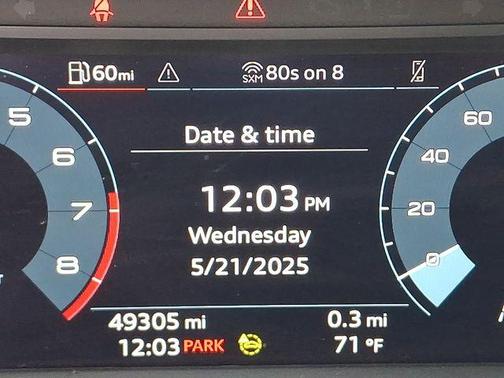 60mi
SXM 80s on 8
Date & time
5
6
7
8
60
40
20
0
12:03 PM
Wednesday
5/21/2025
49305 mi
0.3 mi
12:03 PARK
71 °F